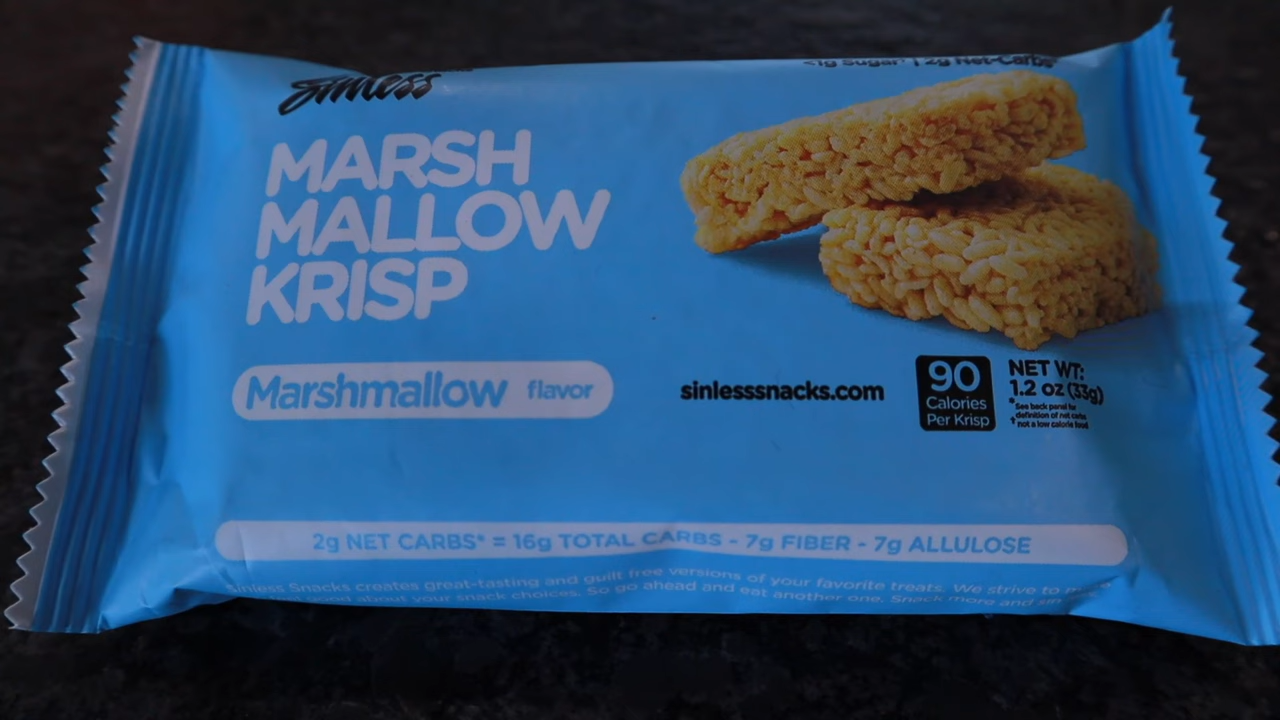 Sinless
<1g Sugar* | 2g Net Carbs*
MARSH
MALLOW
KRISP
Marshmallow flavor
sinlesssnacks.com
90
Calories
Per Krisp
NET WT:
1.2 oz (33g)
*See back panel for
definition of net carbs
†not a low calorie food
2g NET CARBS* = 16g TOTAL CARBS - 7g FIBER - 7g ALLULOSE
Sinless Snacks creates great-tasting and guilt free versions of your favorite treats. We strive to
good about your snack choices. So go ahead and eat another one. Snack more and